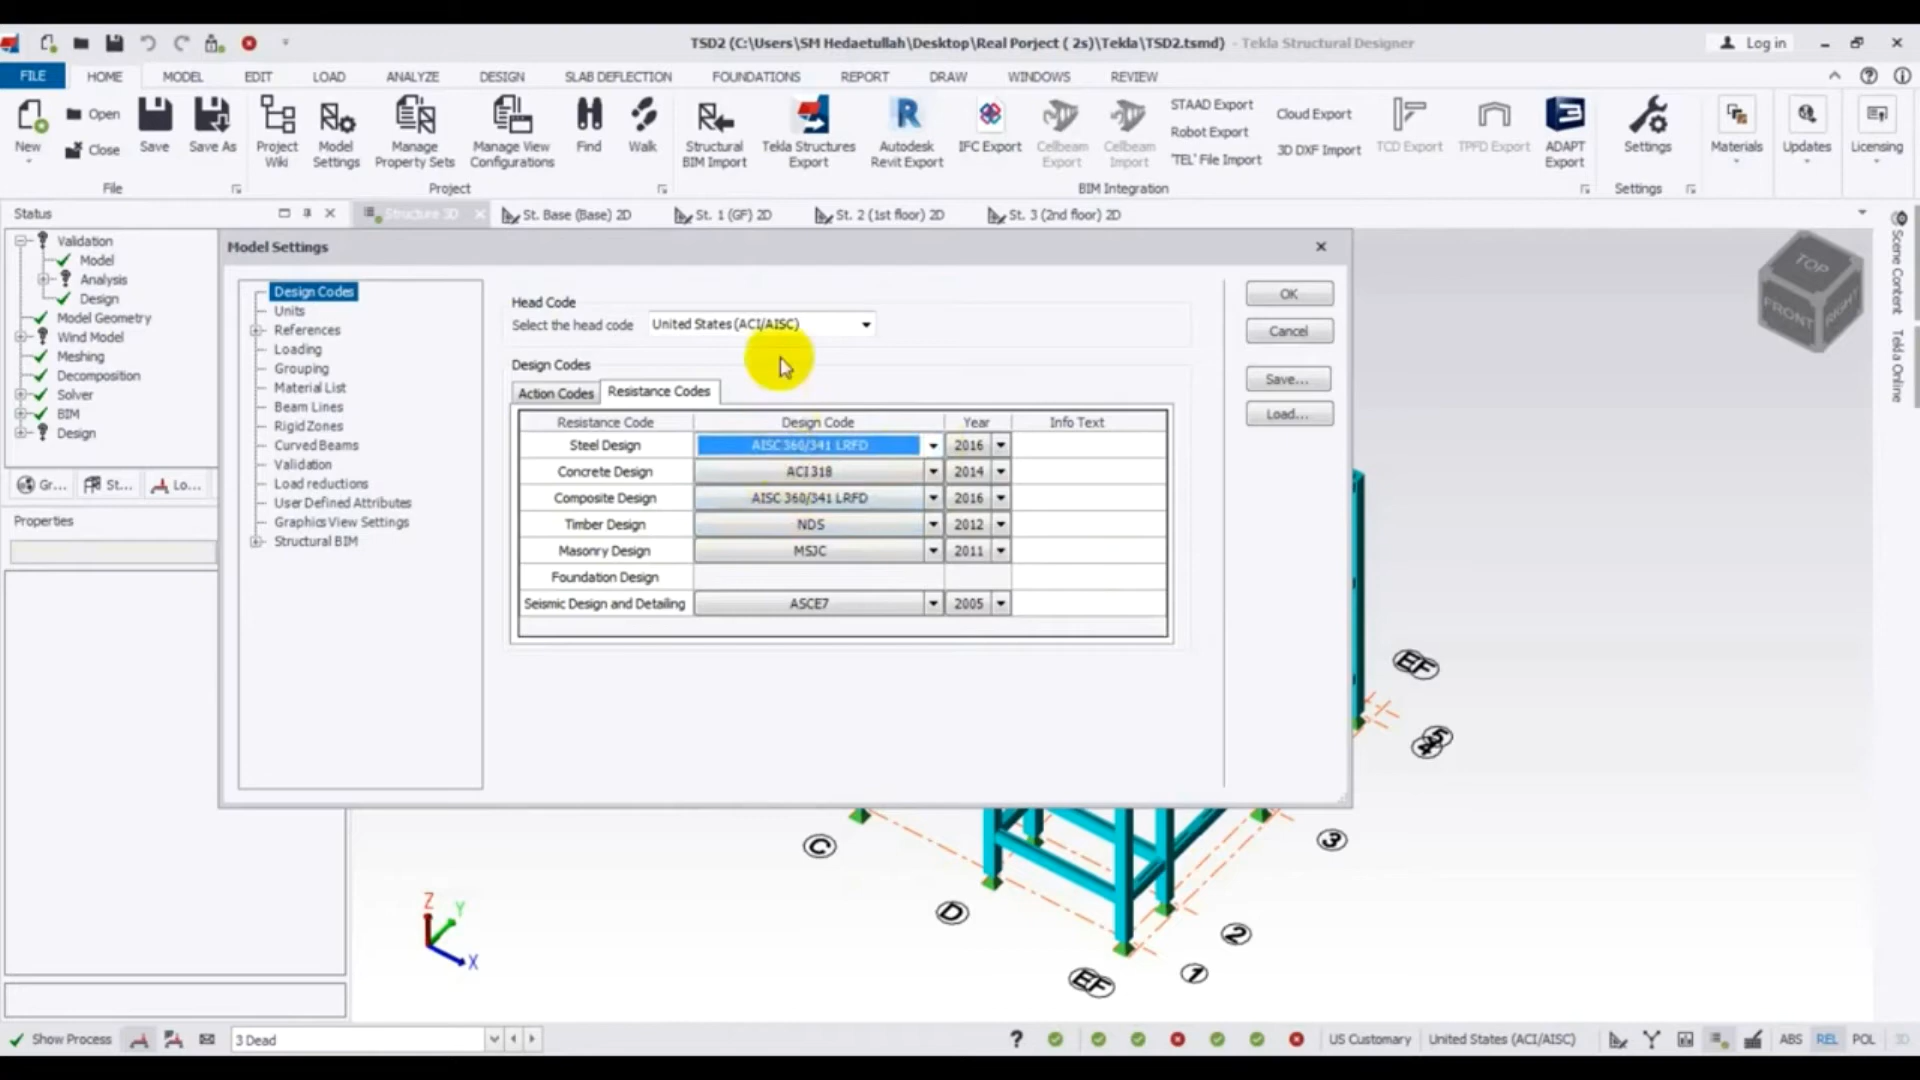 TSD2 (C:\Users\SM Hedaetullah\Desktop\Real Porject ( 2s)\Tekla\TSD2.tsmd) - Tekla Structural Designer
Log in
FILE HOME MODEL EDIT LOAD ANALYZE DESIGN SLAB DEFLECTION FOUNDATIONS REPORT DRAW WINDOWS REVIEW
New
Open
Close
Save
Save As
Project Wiki
Model Settings
Manage Property Sets
Manage View Configurations
Find
Walk
Structural BIM Import
Tekla Structures Export
Autodesk Revit Export
IFC Export
Cellbeam Export
Cellbeam Import
STAAD Export
Robot Export
'TEL' File Import
Cloud Export
3D DXF Import
TCD Export
TPFD Export
ADAPT Export
Settings
Materials
Updates
Licensing
File
Project
BIM Integration
Settings
Status
Structure 3D
St. Base (Base) 2D
St. 1 (GF) 2D
St. 2 (1st floor) 2D
St. 3 (2nd floor) 2D
Validation
Model
Analysis
Design
Model Geometry
Wind Model
Meshing
Decomposition
Solver
BIM
Design
Gr...
St...
Lo...
Properties
Model Settings
Design Codes
Units
References
Loading
Grouping
Material List
Beam Lines
Rigid Zones
Curved Beams
Validation
Load reductions
User Defined Attributes
Graphics View Settings
Structural BIM
Head Code
Select the head code United States (ACI/AISC)
Design Codes
Action Codes Resistance Codes
Resistance Code Design Code Year Info Text
Steel Design AISC 360/341 LRFD 2016
Concrete Design ACI 318 2014
Composite Design AISC 360/341 LRFD 2016
Timber Design NDS 2012
Masonry Design MSJC 2011
Foundation Design
Seismic Design and Detailing ASCE7 2005
OK
Cancel
Save...
Load...
TOP
FRONT
RIGHT
Scene Content
Tekla Online
EF
5
4
3
C
D
2
1
EF
Z
Y
X
Show Process
3 Dead
US Customary
United States (ACI/AISC)
ABS REL POL 3D